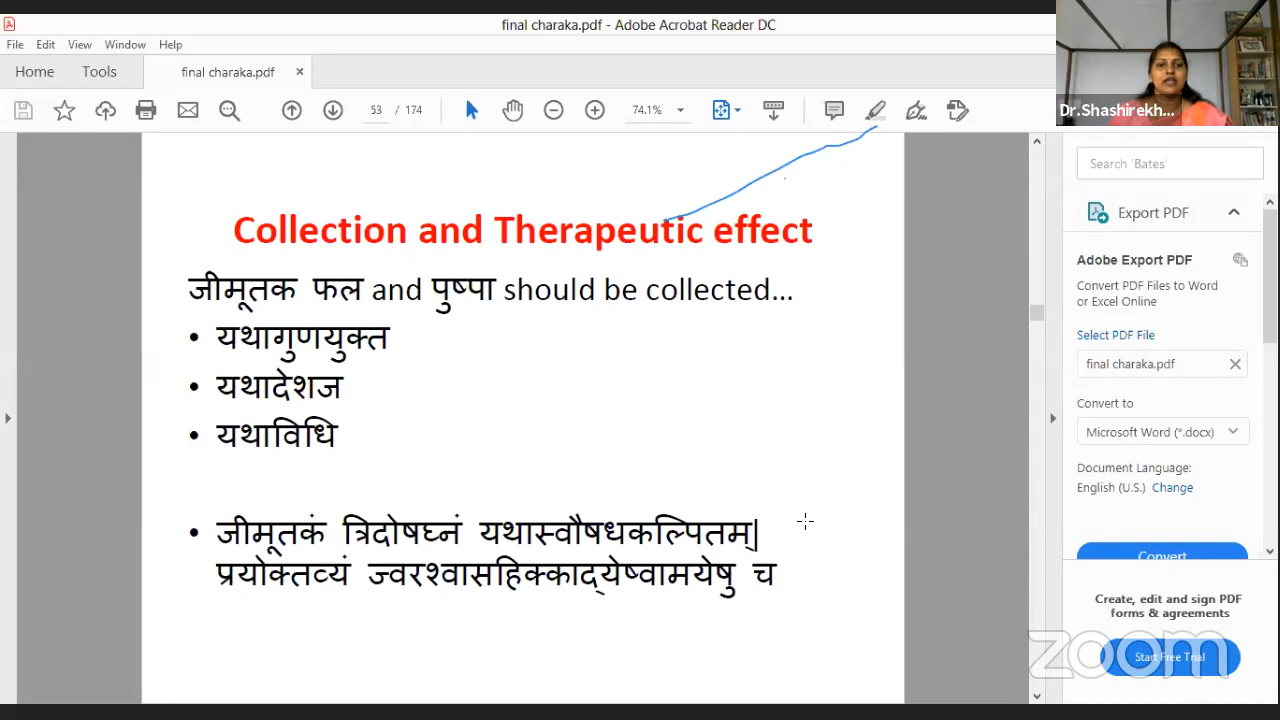 final charaka.pdf - Adobe Acrobat Reader DC
File Edit View Window Help
Home Tools final charaka.pdf ×
53 / 174 74.1%
Dr.Shashirekh...
Search 'Bates'
Export PDF
Adobe Export PDF
Convert PDF Files to Word
or Excel Online
Select PDF File
final charaka.pdf
Convert to
Microsoft Word (*.docx)
Document Language:
English (U.S.) Change
Convert
Create, edit and sign PDF
forms & agreements
Start Free Trial
zoom
Collection and Therapeutic effect
जीमूतक फल and पुष्पा should be collected...
• यथागुणयुक्त
• यथादेशज
• यथाविधि
• जीमूतकं त्रिदोषघ्नं यथास्वौषधकल्पितम्|
प्रयोक्तव्यं ज्वरश्वासहिक्काद्येष्वामयेषु च